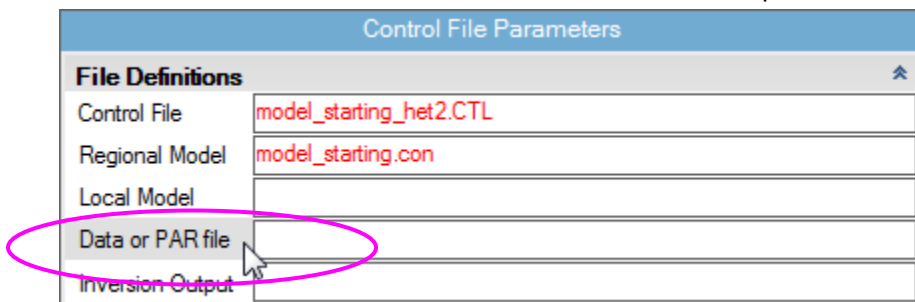 Control File Parameters
File Definitions
Control File model_starting_het2.CTL
Regional Model model_starting.con
Local Model
Data or PAR file
Inversion Output